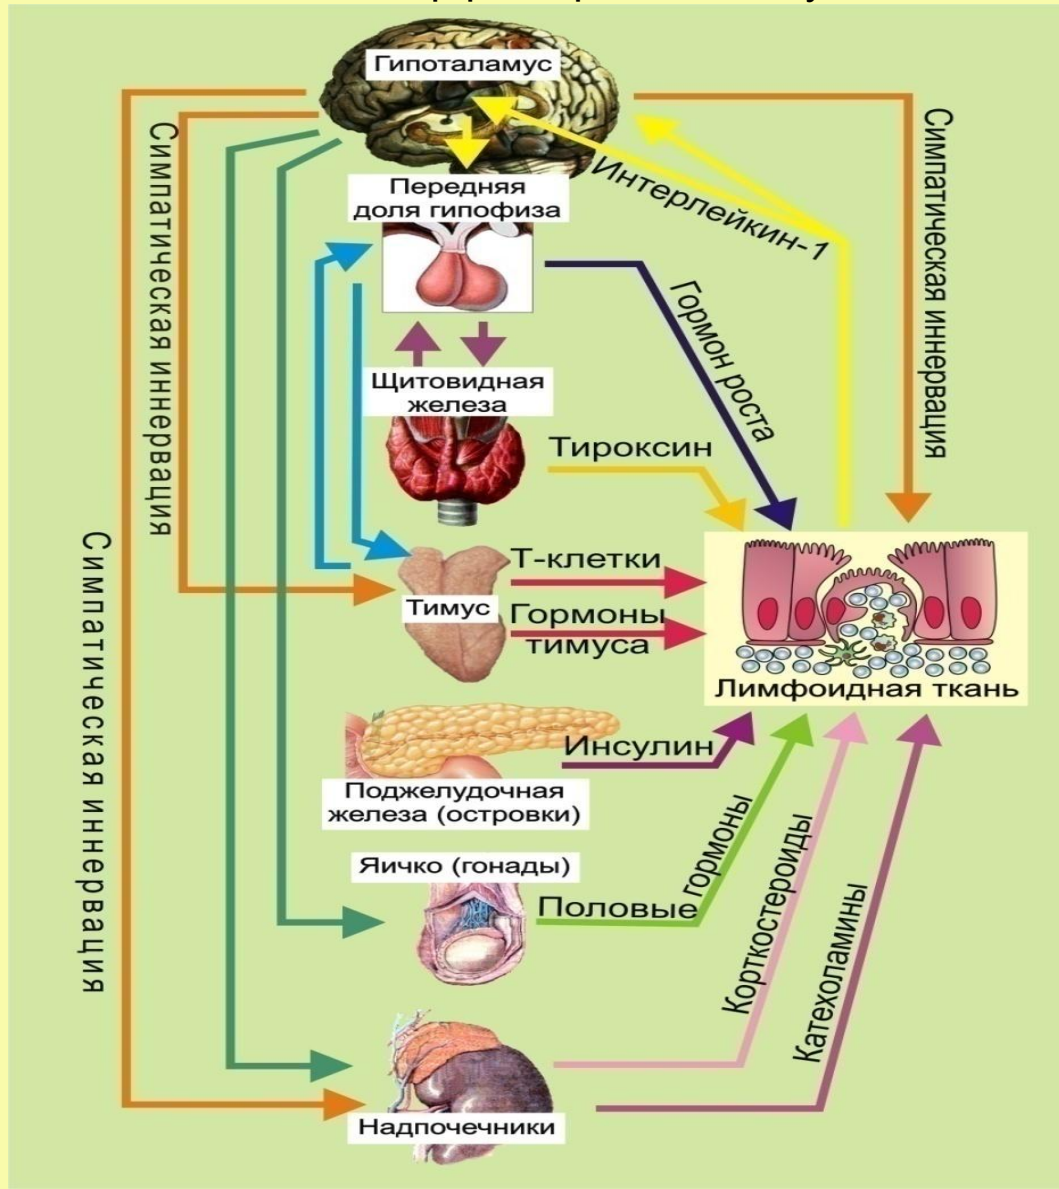 Гипоталамус
Симпатическая иннервация
Симпатическая иннервация
Симпатическая иннервация
Передняя
доля гипофиза
Интерлейкин-1
Гормон роста
Щитовидная
железа
Тироксин
Т-клетки
Тимус
Гормоны
тимуса
Лимфоидная ткань
Инсулин
Поджелудочная
железа (островки)
Яичко (гонады)
Половые гормоны
Корткостероиды
Катехоламины
Надпочечники